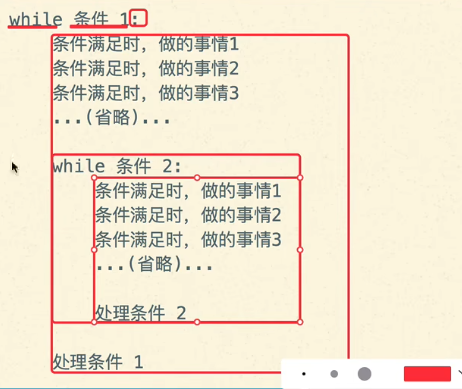 while 条件 1:
条件满足时，做的事情1
条件满足时，做的事情2
条件满足时，做的事情3
...(省略)...
while 条件 2:
条件满足时，做的事情1
条件满足时，做的事情2
条件满足时，做的事情3
...(省略)...
处理条件 2
处理条件 1